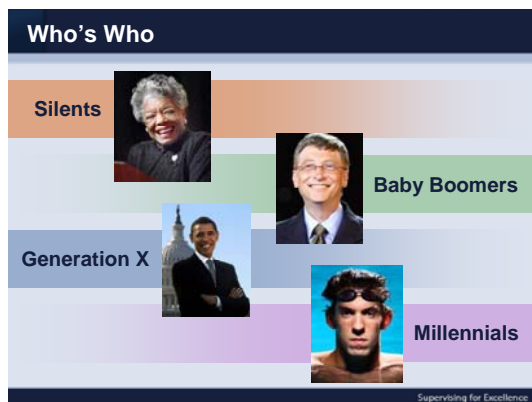 Who's Who
Silents
Baby Boomers
Generation X
Millennials
Supervising for Excellence